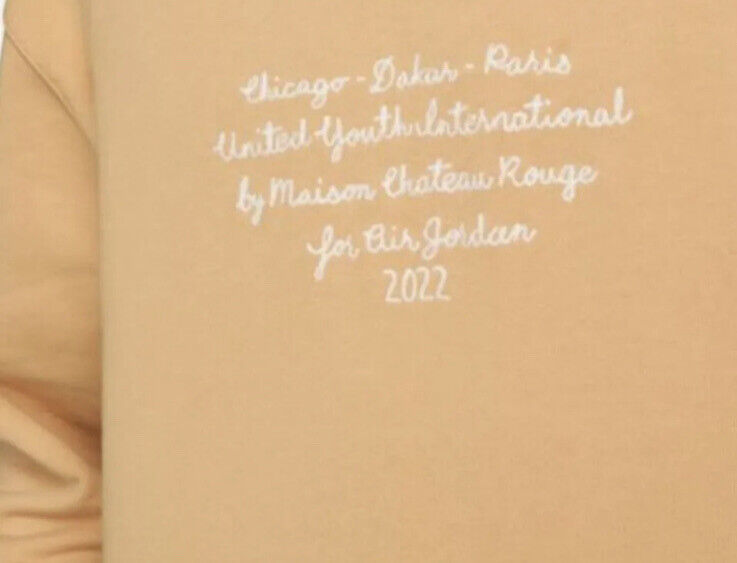 Chicago - Dakar - Paris
United Youth International
by Maison Chateau Rouge
for Air Jordan
2022